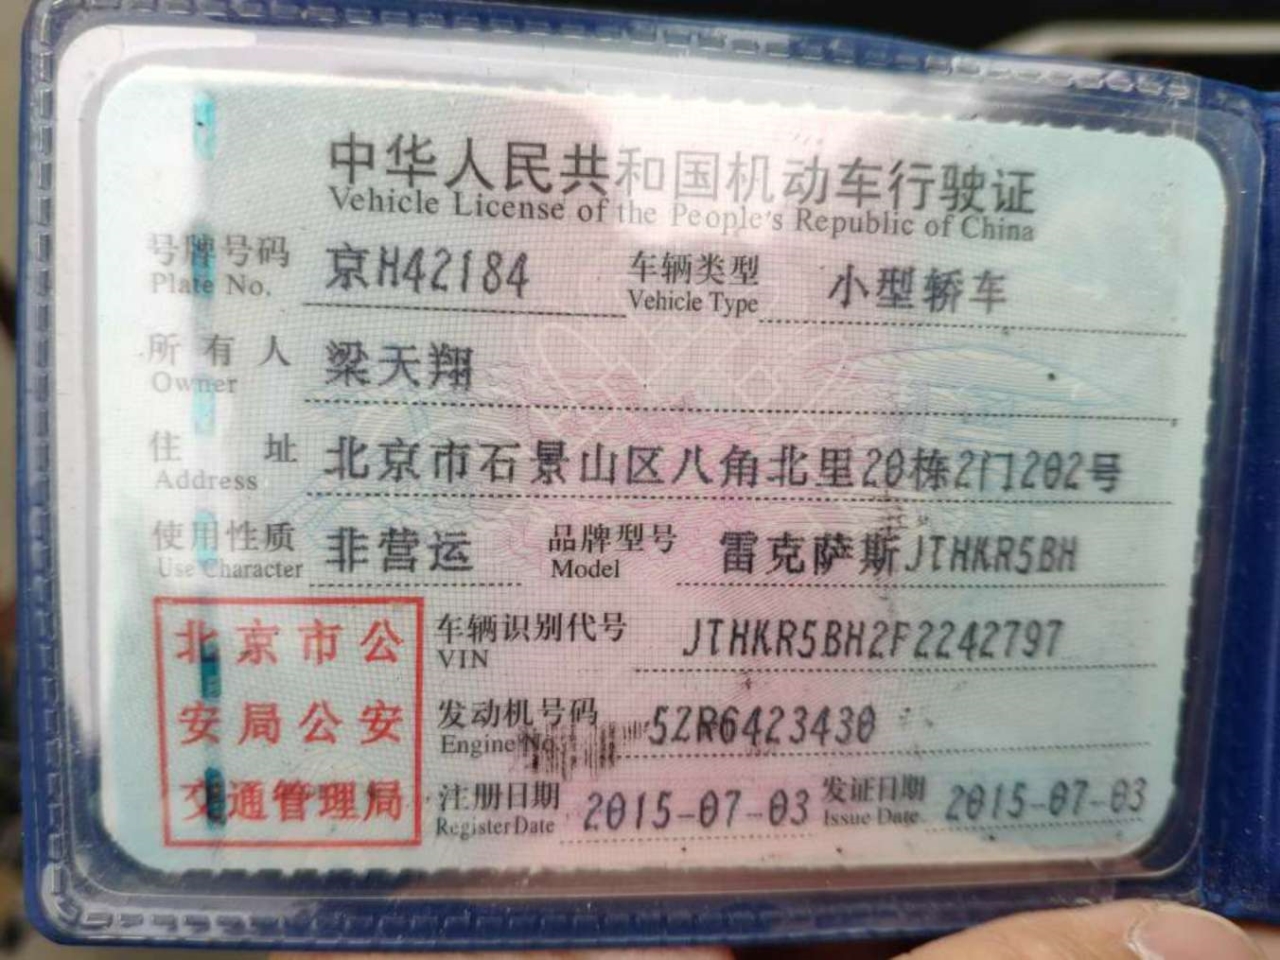 中华人民共和国机动车行驶证
Vehicle License of the People's Republic of China
号牌号码 京H42184 车辆类型 小型轿车
Plate No. Vehicle Type
所有人 梁天翔
Owner
住址 北京市石景山区八角北里20栋2门202号
Address
使用性质 非营运 品牌型号 雷克萨斯JTHKR5BH
Use Character Model
北京市公
安局公安
交通管理局
车辆识别代号 JTHKR5BH2F2242797
VIN
发动机号码 5ZR6423430
Engine No.
注册日期 2015-07-03 发证日期 2015-07-03
Register Date Issue Date